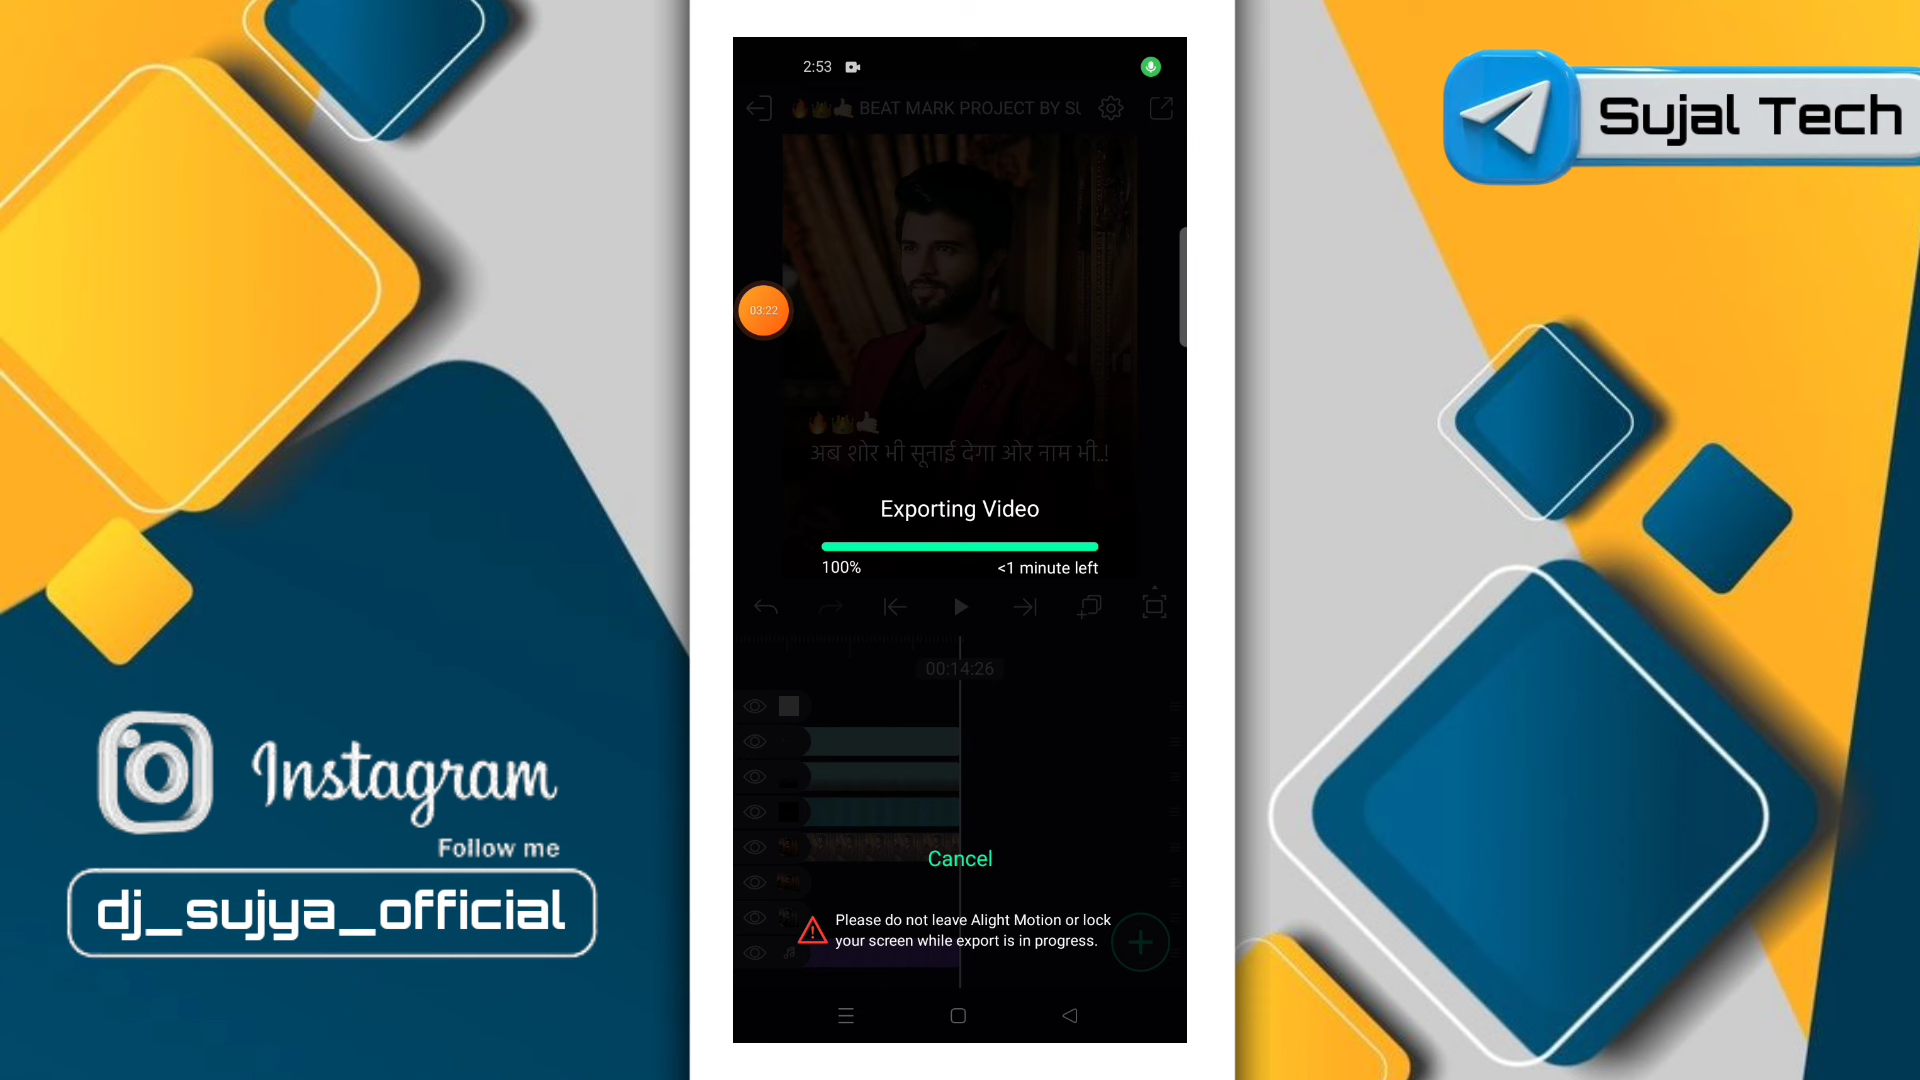 Sujal Tech
2:53
🔥👑🤙 BEAT MARK PROJECT BY SU
03:22
🔥👑🤙
अब शोर भी सूनाई देगा ओर नाम भी..!
Exporting Video
100% <1 minute left
00:14:26
Instagram
Follow me
dj_sujya_official
Cancel
Please do not leave Alight Motion or lock
your screen while export is in progress.